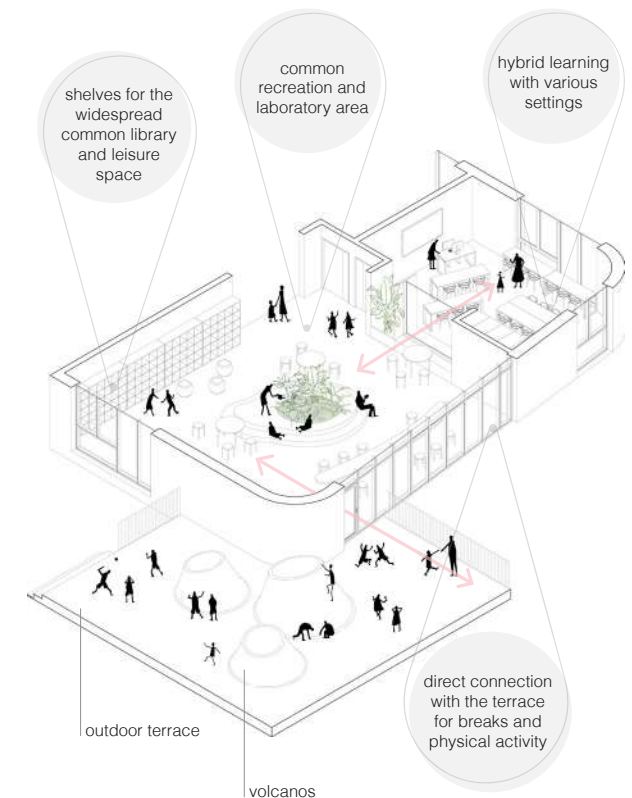 shelves for the
widespread
common library
and leisure
space
common
recreation and
laboratory area
hybrid learning
with various
settings
direct connection
with the terrace
for breaks and
physical activity
outdoor terrace
volcanos